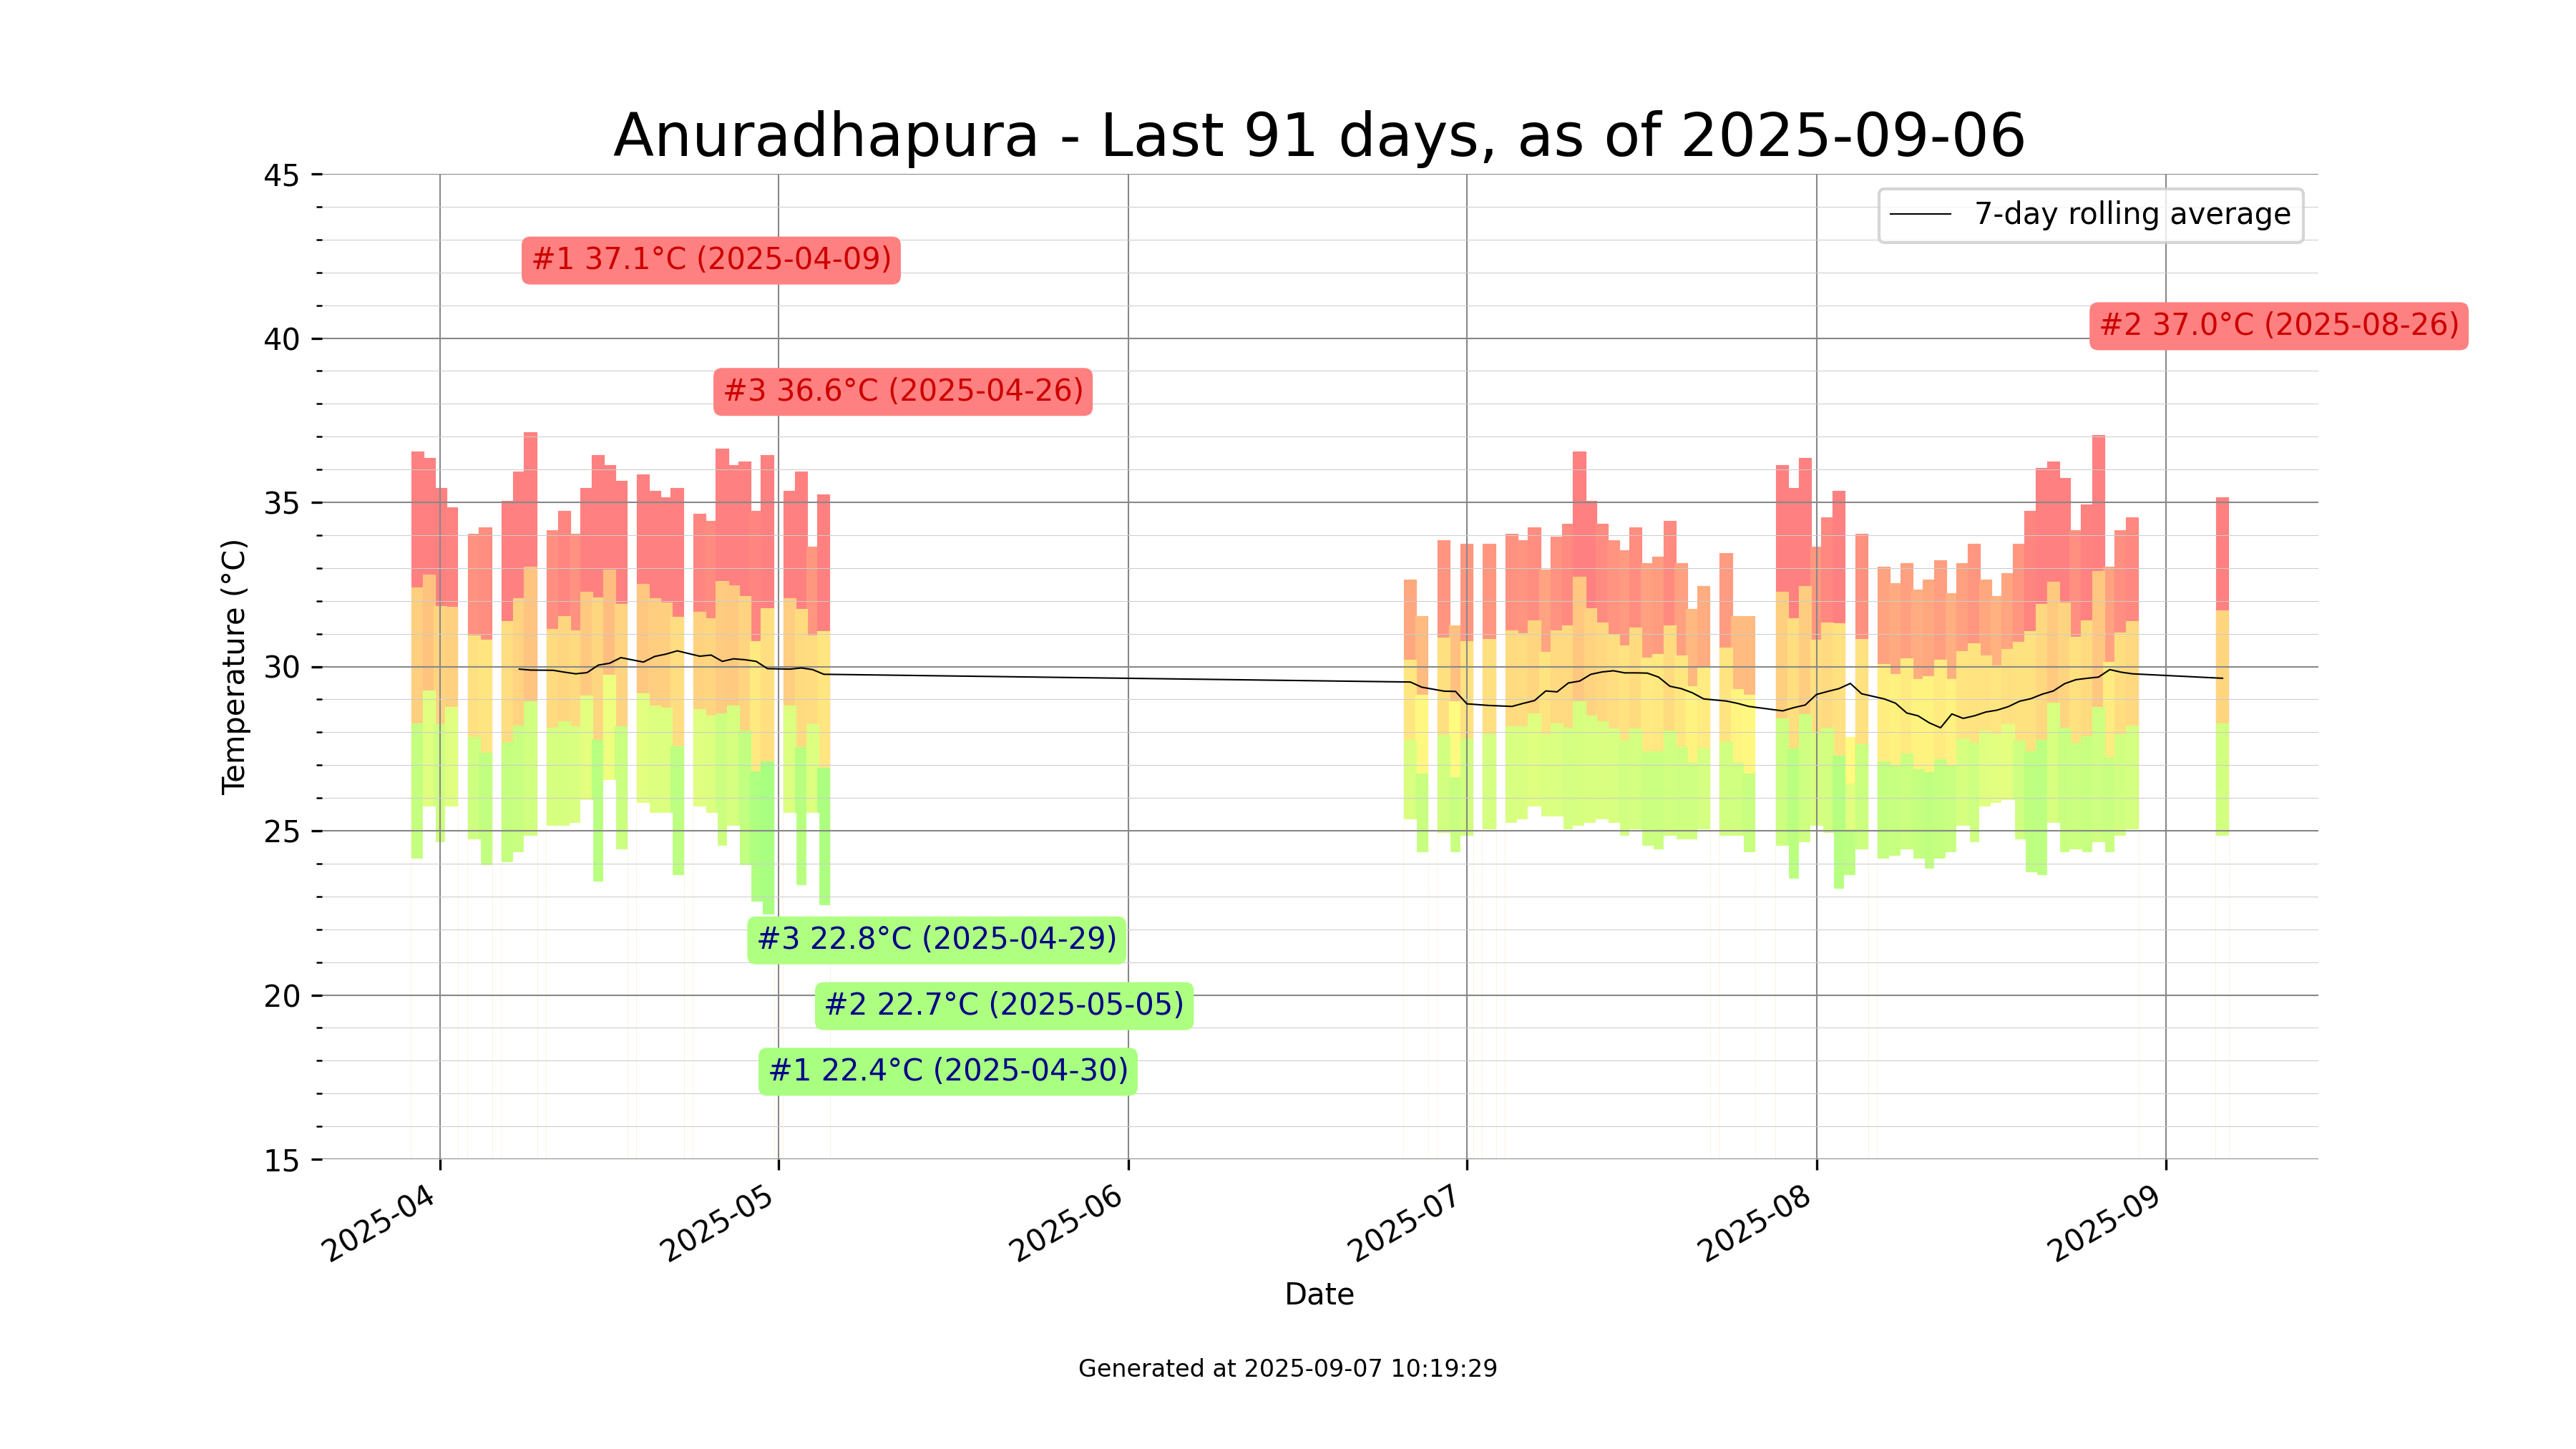 Anuradhapura - Last 91 days, as of 2025-09-06
45
40
35
30
25
20
15
Temperature (°C)
7-day rolling average
#1 37.1°C (2025-04-09)
#2 37.0°C (2025-08-26)
#3 36.6°C (2025-04-26)
#3 22.8°C (2025-04-29)
#2 22.7°C (2025-05-05)
#1 22.4°C (2025-04-30)
2025-04
2025-05
2025-06
2025-07
2025-08
2025-09
Date
Generated at 2025-09-07 10:19:29